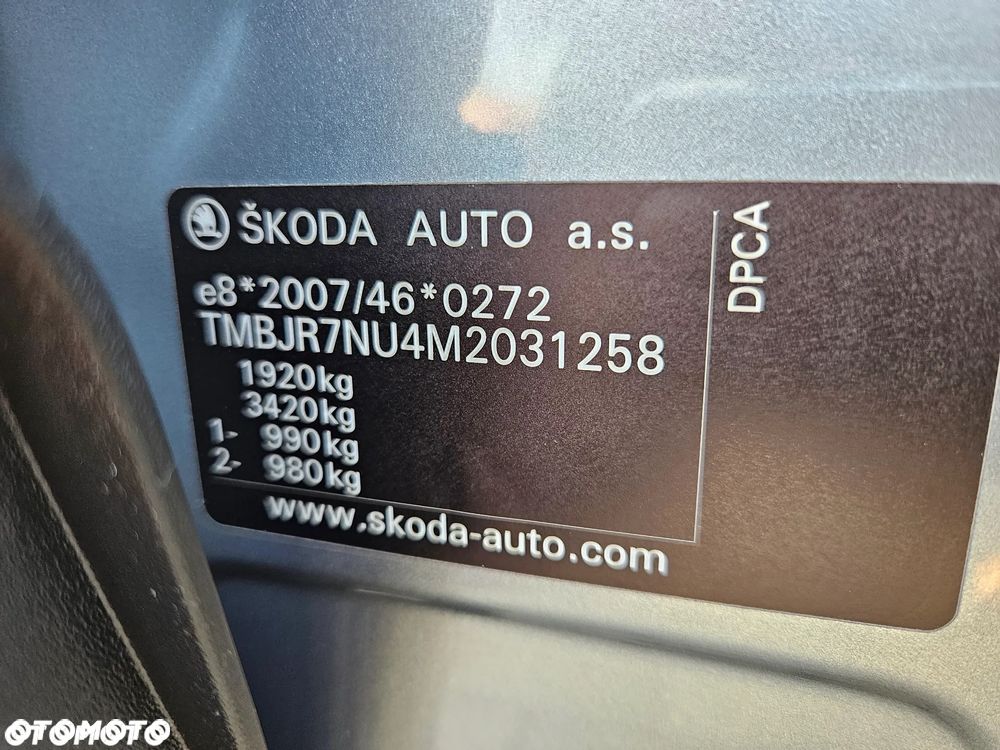 ŠKODA AUTO a.s.
e8*2007/46*0272
TMBJR7NU4M2031258
1920kg
3420kg
1- 990kg
2- 980kg
www.skoda-auto.com
DPCA
OTOMOTO